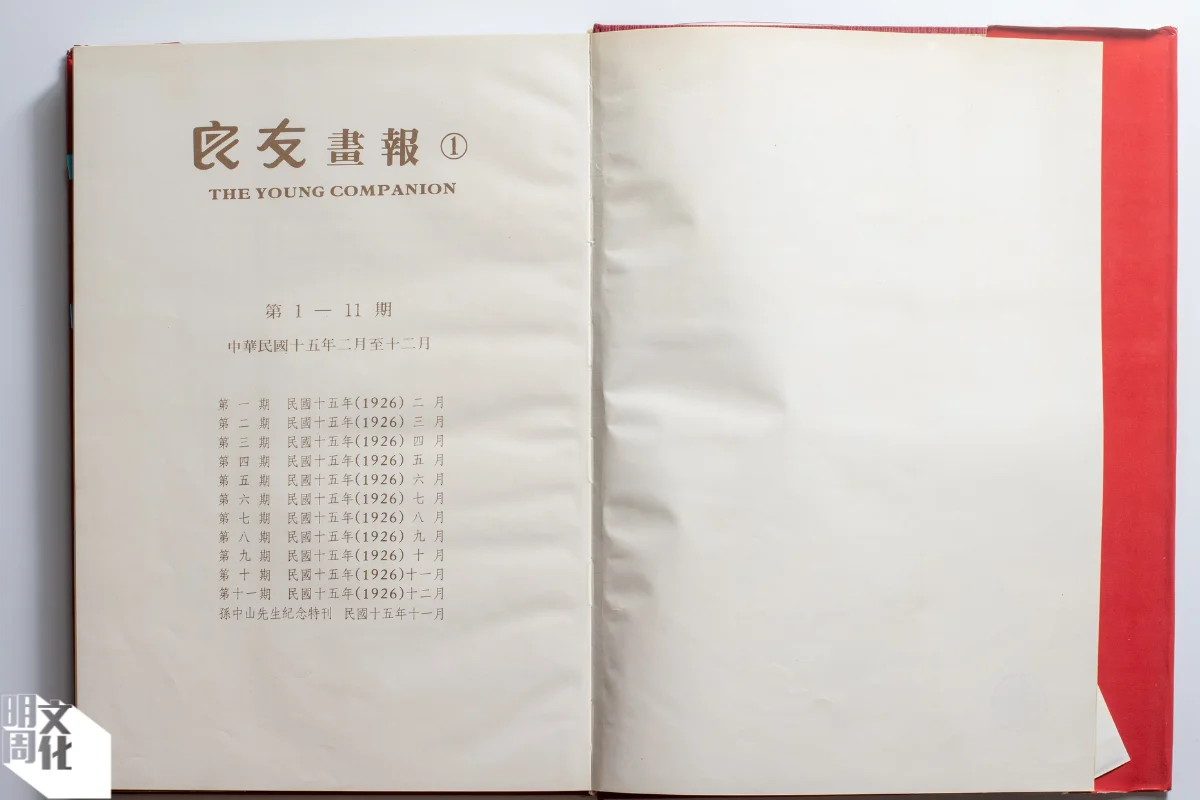 良友畫報①
THE YOUNG COMPANION
第 1 — 11 期
中華民國十五年二月至十二月
第 一 期 民國十五年(1926) 二 月
第 二 期 民國十五年(1926) 三 月
第 三 期 民國十五年(1926) 四 月
第 四 期 民國十五年(1926) 五 月
第 五 期 民國十五年(1926) 六 月
第 六 期 民國十五年(1926) 七 月
第 七 期 民國十五年(1926) 八 月
第 八 期 民國十五年(1926) 九 月
第 九 期 民國十五年(1926) 十 月
第 十 期 民國十五年(1926)十一月
第十一期 民國十五年(1926)十二月
孫中山先生紀念特刊 民國十五年十一月
明周文化